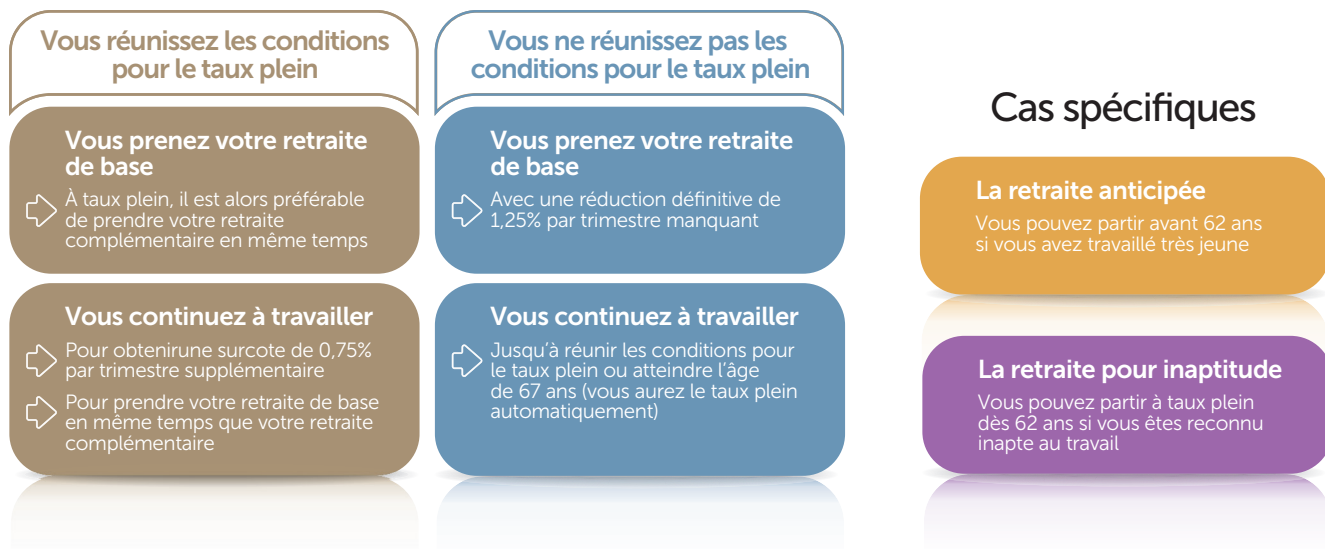 Vous réunissez les conditions
pour le taux plein
Vous prenez votre retraite
de base
À taux plein, il est alors préférable
de prendre votre retraite
complémentaire en même temps
Vous continuez à travailler
Pour obtenirune surcote de 0,75%
par trimestre supplémentaire
Pour prendre votre retraite de base
en même temps que votre retraite
complémentaire
Vous ne réunissez pas les
conditions pour le taux plein
Vous prenez votre retraite
de base
Avec une réduction définitive de
1,25% par trimestre manquant
Vous continuez à travailler
Jusqu'à réunir les conditions pour
le taux plein ou atteindre l'âge
de 67 ans (vous aurez le taux plein
automatiquement)
Cas spécifiques
La retraite anticipée
Vous pouvez partir avant 62 ans
si vous avez travaillé très jeune
La retraite pour inaptitude
Vous pouvez partir à taux plein
dès 62 ans si vous êtes reconnu
inapte au travail